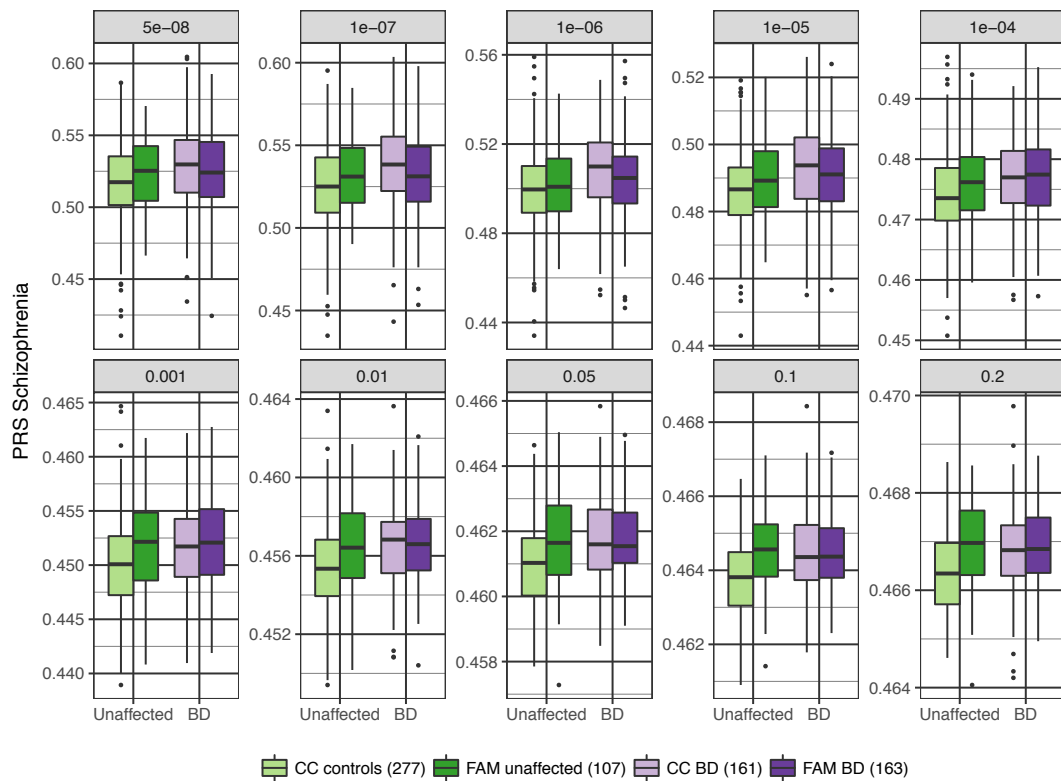 5e−08 1e−07 1e−06 1e−05 1e−04
0.60 0.55 0.50 0.45
0.60 0.55 0.50 0.45
0.56 0.52 0.48 0.44
0.52 0.50 0.48 0.46 0.44
0.49 0.48 0.47 0.46 0.45
PRS Schizophrenia
0.001 0.01 0.05 0.1 0.2
0.465 0.460 0.455 0.450 0.445 0.440
0.464 0.460 0.456 0.452
0.466 0.464 0.462 0.460 0.458
0.468 0.466 0.464 0.462
0.470 0.468 0.466 0.464
Unaffected BD Unaffected BD Unaffected BD Unaffected BD Unaffected BD
CC controls (277) FAM unaffected (107) CC BD (161) FAM BD (163)